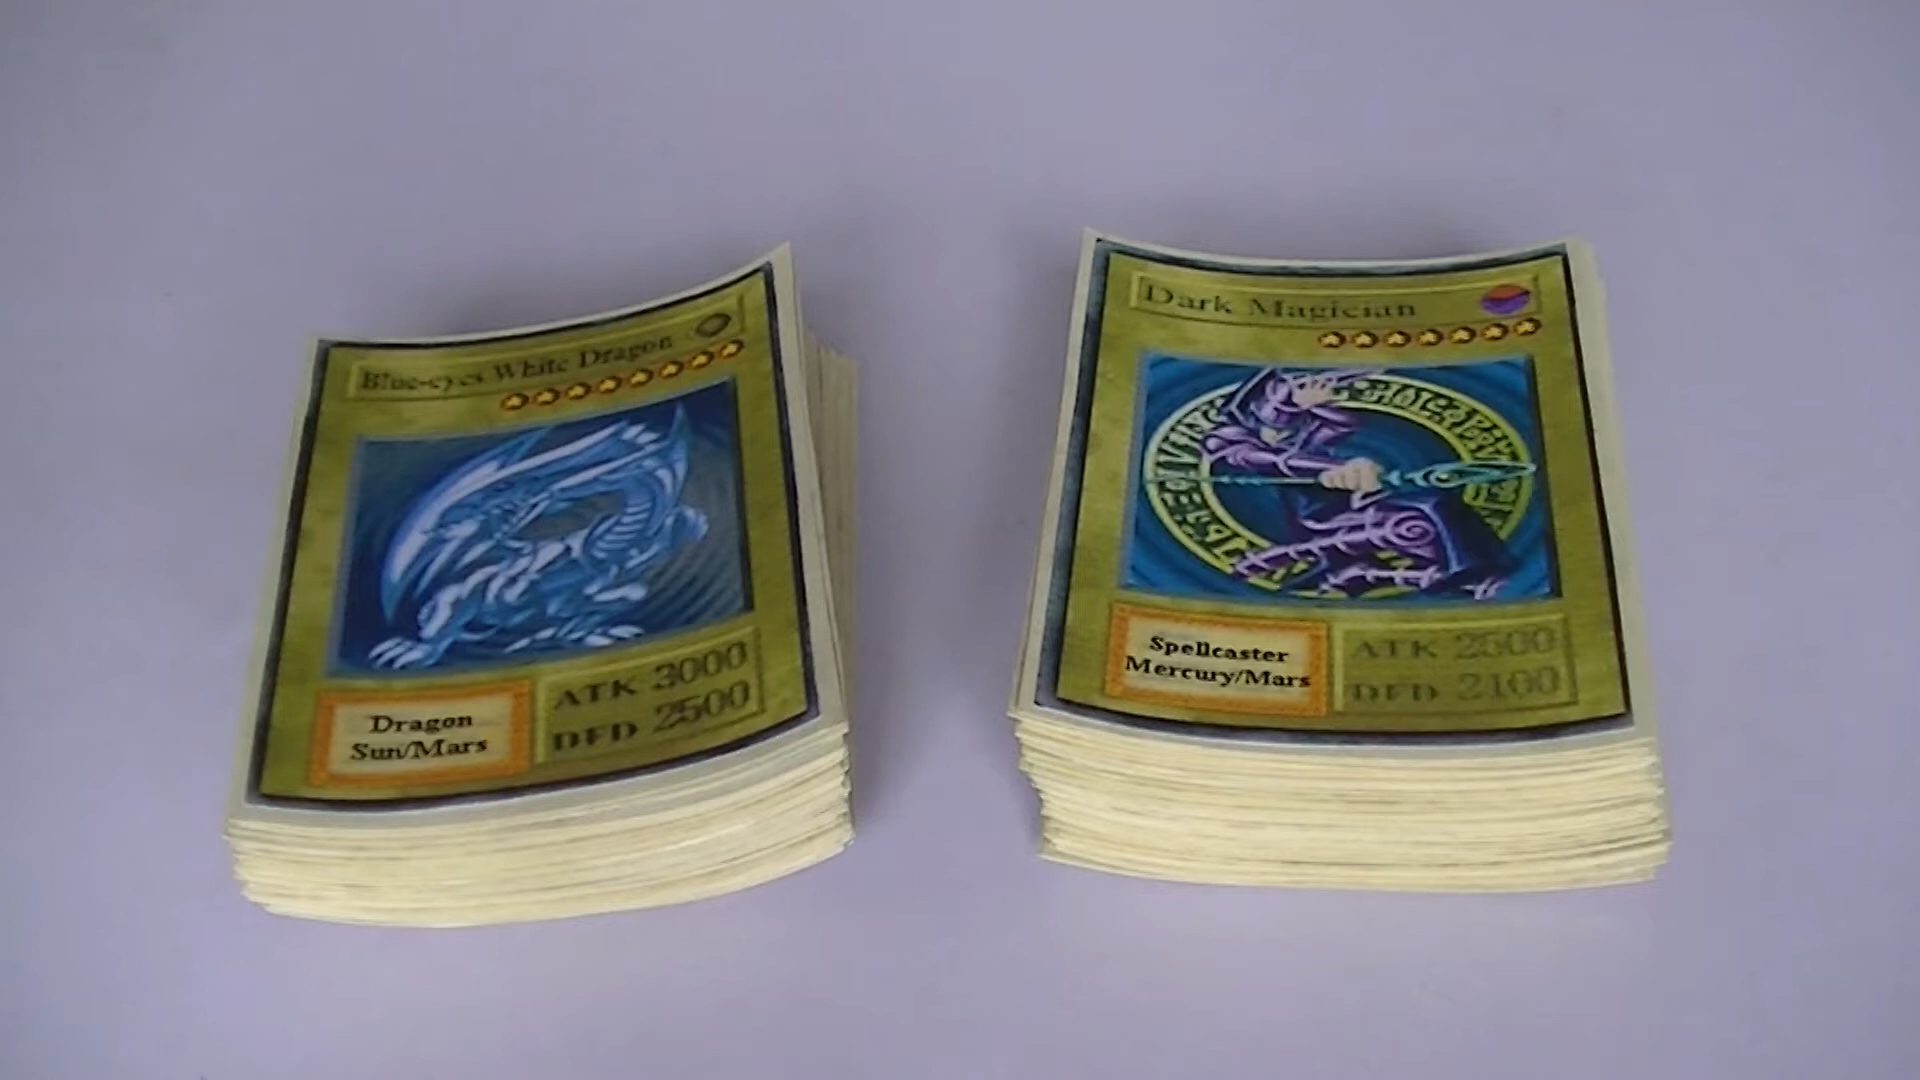 Blue-eyes White Dragon
ATK 3000
DFD 2500
Dragon
Sun/Mars
Dark Magician
Spellcaster
Mercury/Mars
ATK 2500
DFD 2100